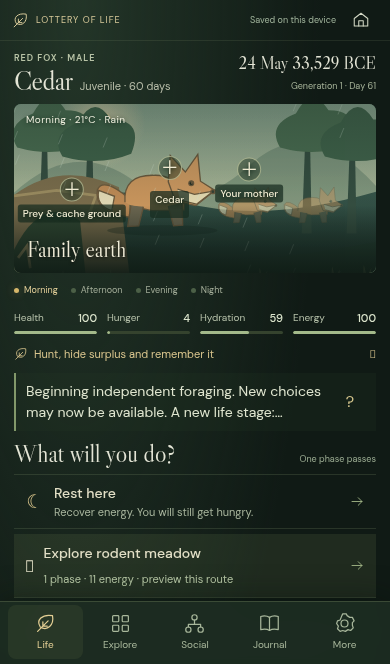 LOTTERY OF LIFE
Saved on this device
RED FOX · MALE
Cedar Juvenile · 60 days
24 May 33,529 BCE
Generation 1 · Day 61
Morning · 21°C · Rain
Cedar
Your mother
Prey & cache ground
Family earth
Morning
Afternoon
Evening
Night
Health 100
Hunger 4
Hydration 59
Energy 100
Hunt, hide surplus and remember it
Beginning independent foraging. New choices
may now be available. A new life stage:...
?
What will you do?
One phase passes
Rest here
Recover energy. You will still get hungry.
Explore rodent meadow
1 phase · 11 energy · preview this route
Life
Explore
Social
Journal
More